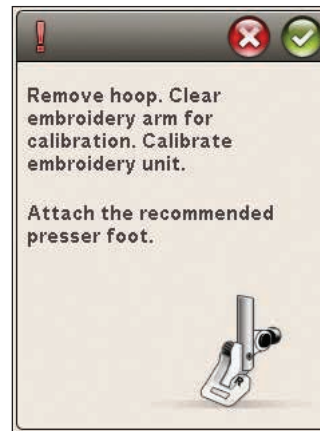 Remove hoop. Clear
embroidery arm for
calibration. Calibrate
embroidery unit.
Attach the recommended
presser foot.
R